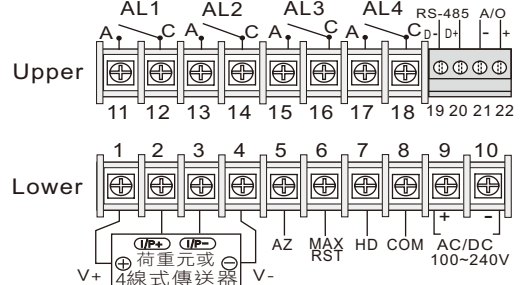 AL1 AL2 AL3 AL4 RS-485 A/O
A C A C A C A C D- D+ - +
Upper
11 12 13 14 15 16 17 18 19 20 21 22
1 2 3 4 5 6 7 8 9 10
Lower
+ -
I/P+ I/P- AZ MAX RST HD COM AC/DC 100~240V
荷重元或
V+ 4線式傳送器 V-